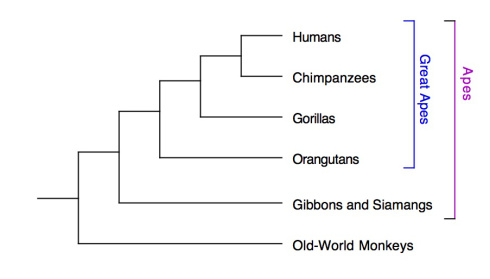 Humans
Chimpanzees
Gorillas
Orangutans
Gibbons and Siamangs
Old-World Monkeys
Great Apes
Apes